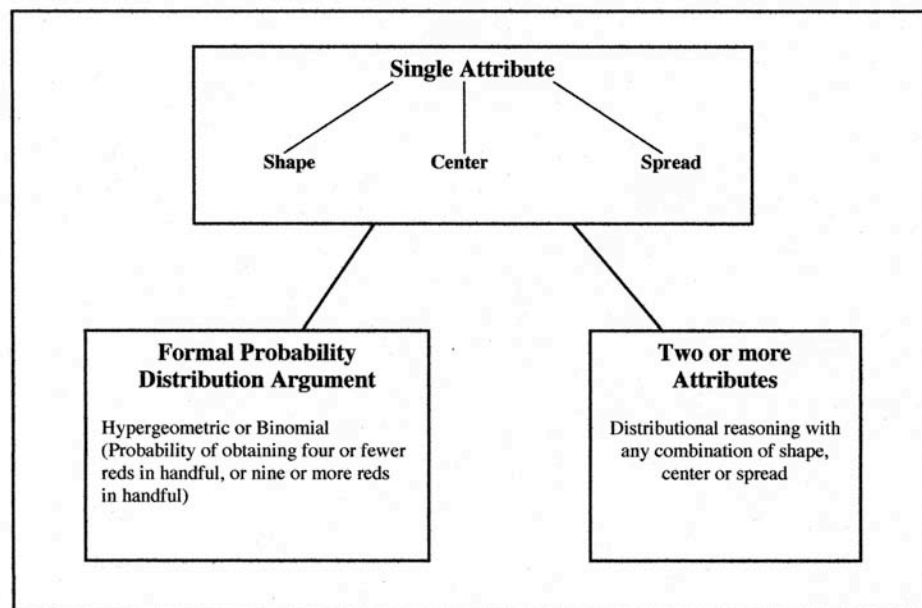 Single Attribute
Shape
Center
Spread
Formal Probability
Distribution Argument
Hypergeometric or Binomial
(Probability of obtaining four or fewer
reds in handful, or nine or more reds
in handful)
Two or more
Attributes
Distributional reasoning with
any combination of shape,
center or spread